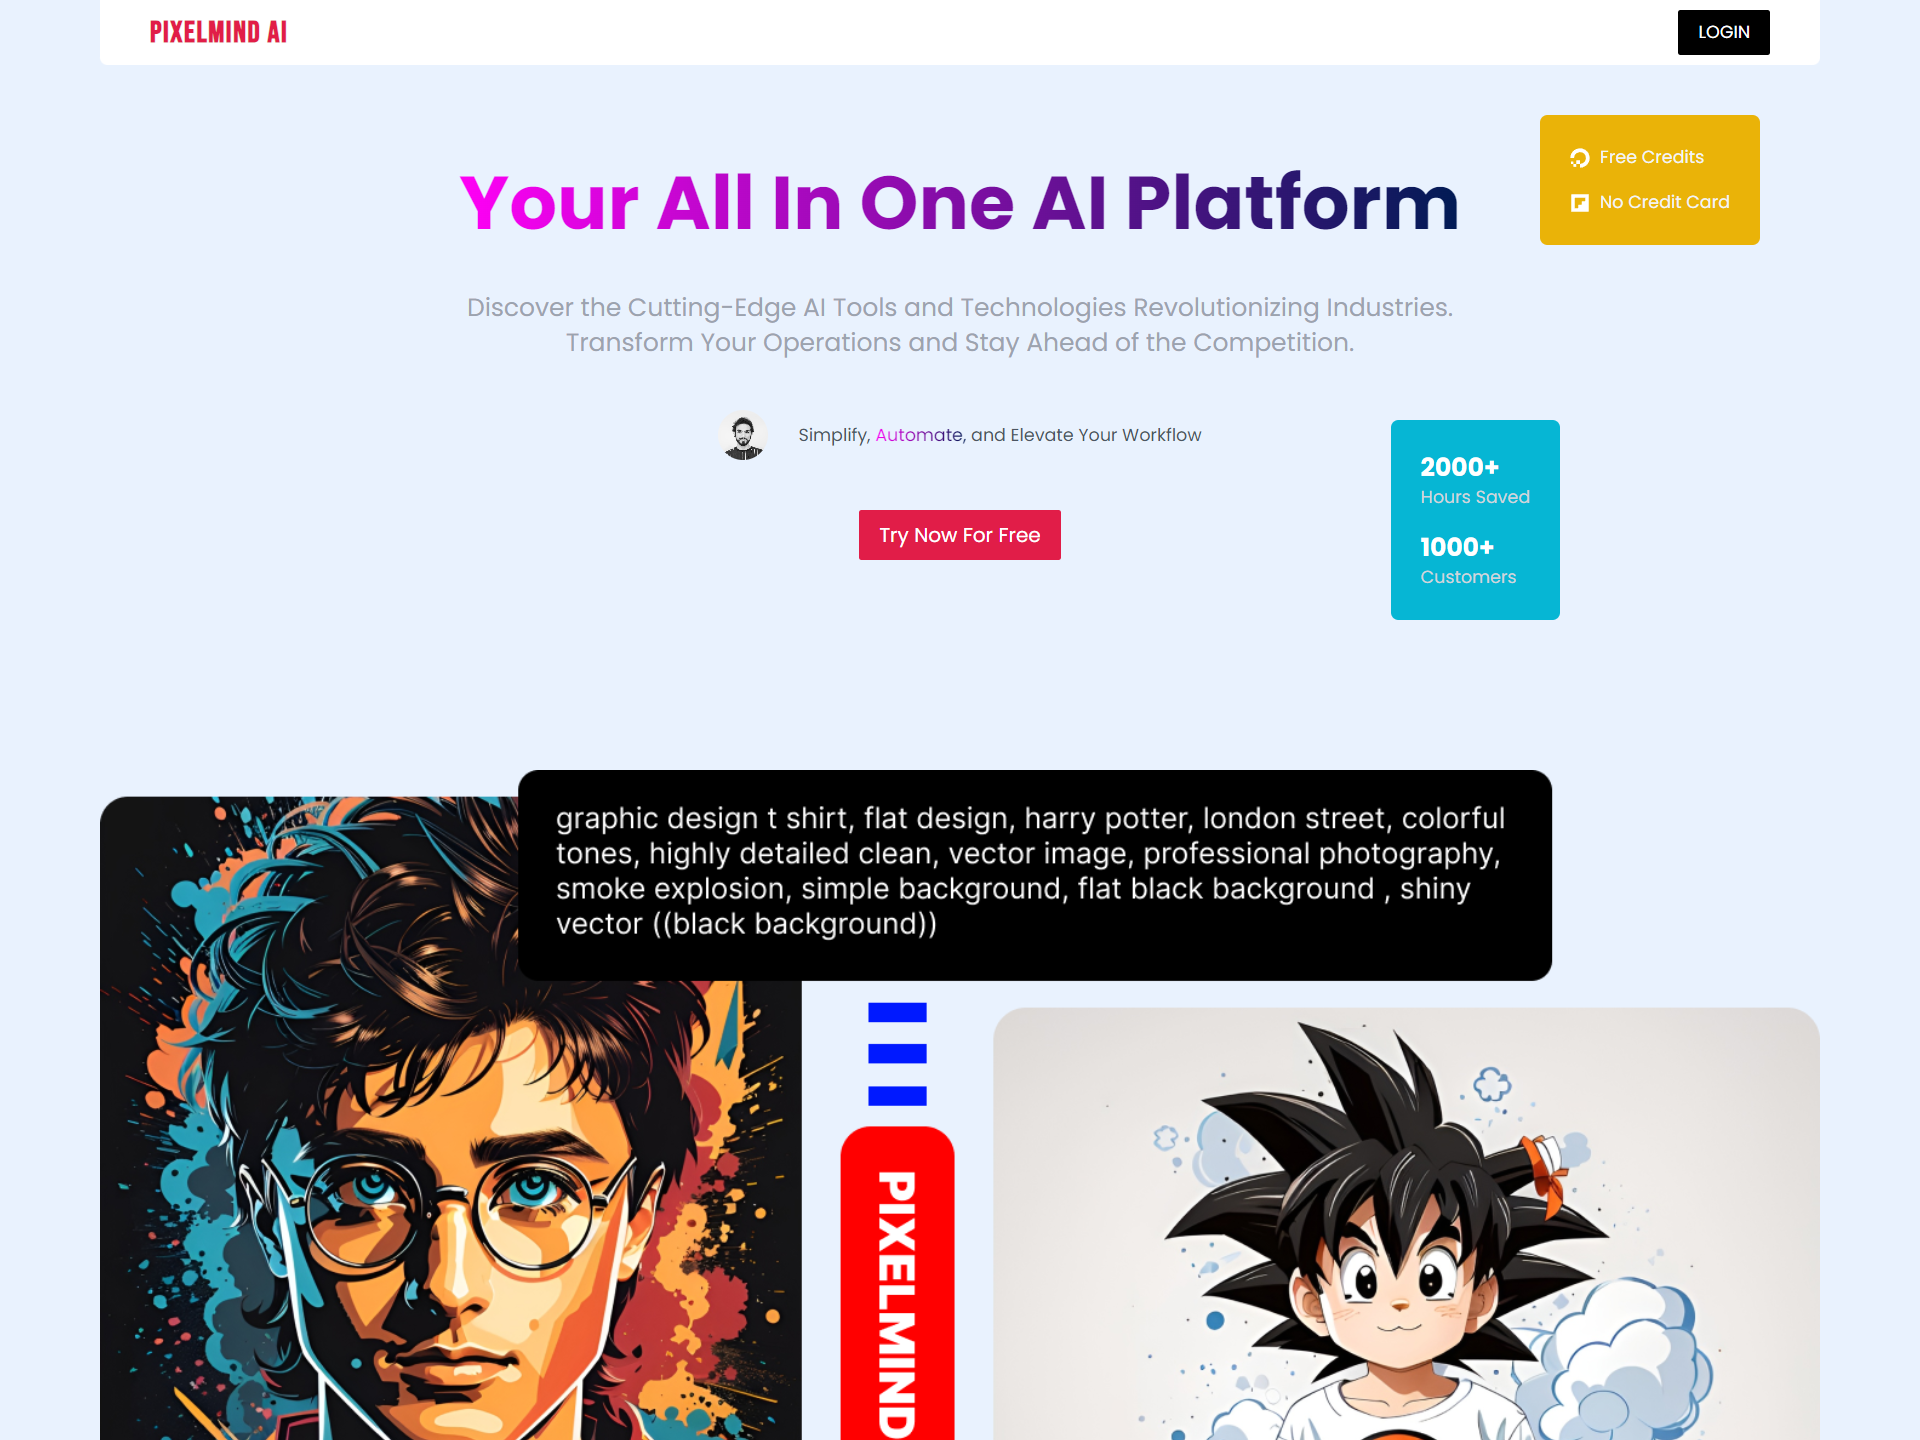 PIXELMIND AI
LOGIN
Free Credits
No Credit Card
Your All In One AI Platform
Discover the Cutting-Edge AI Tools and Technologies Revolutionizing Industries.
Transform Your Operations and Stay Ahead of the Competition.
Simplify, Automate, and Elevate Your Workflow
2000+
Hours Saved
1000+
Customers
Try Now For Free
graphic design t shirt, flat design, harry potter, london street, colorful
tones, highly detailed clean, vector image, professional photography,
smoke explosion, simple background, flat black background , shiny
vector ((black background))
PIXELMIND